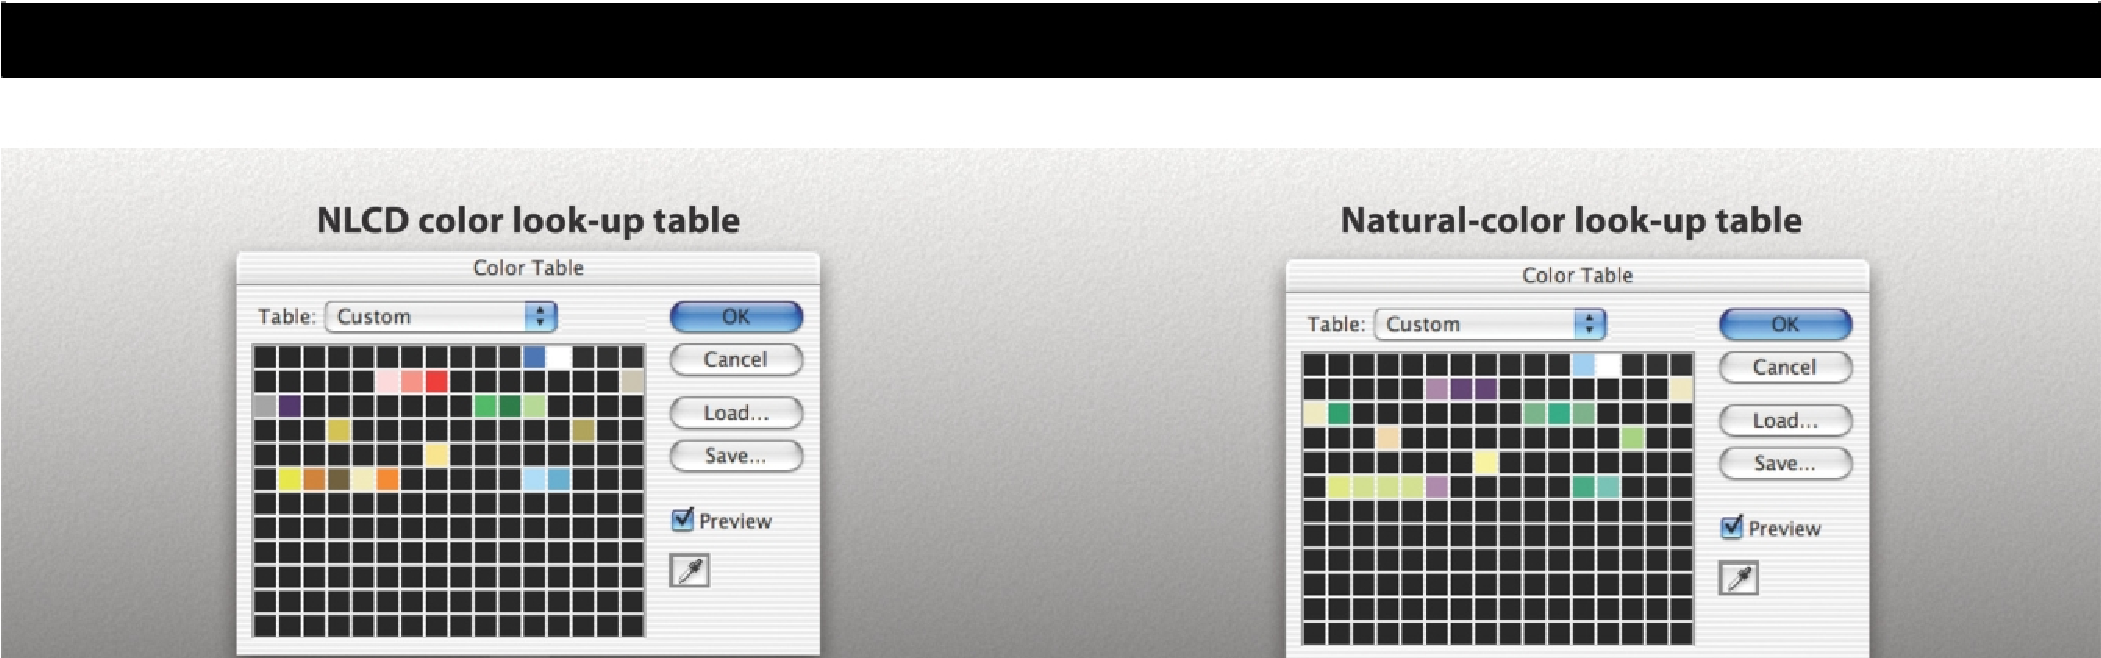 NLCD color look-up table
Color Table
Table: Custom
OK
Cancel
Load...
Save...
Preview
Natural-color look-up table
Color Table
Table: Custom
OK
Cancel
Load...
Save...
Preview